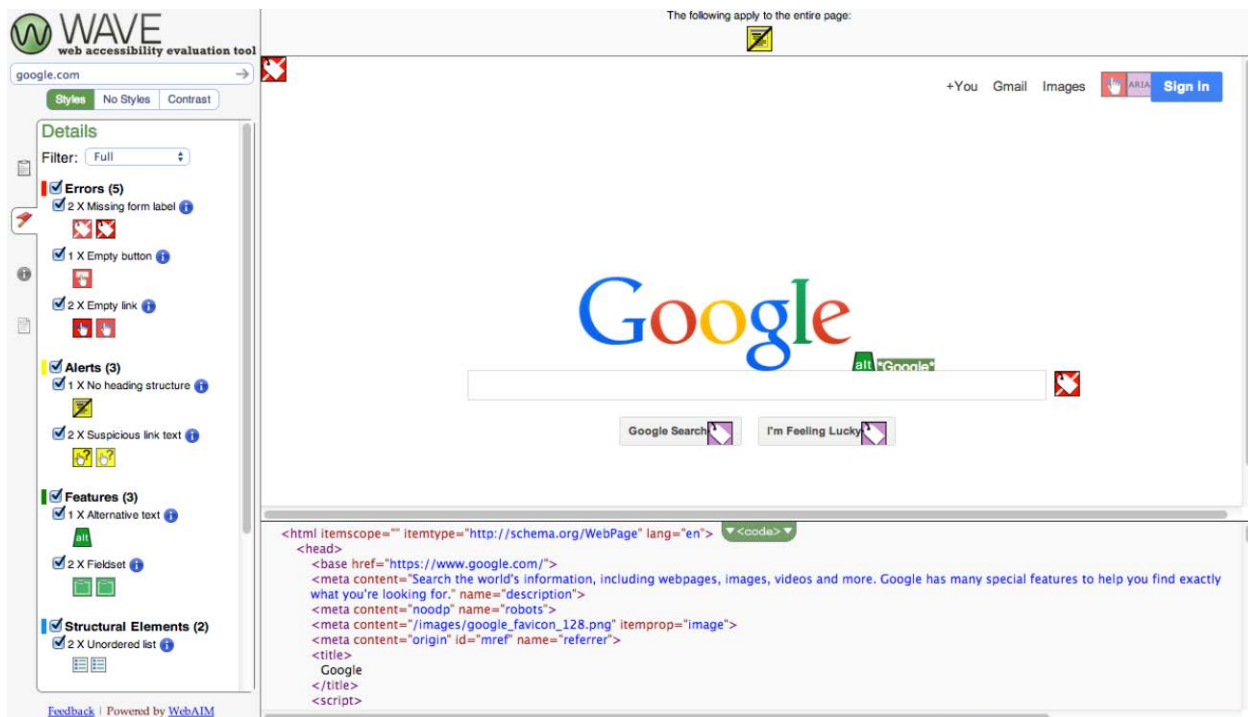 WAVE
web accessibility evaluation tool
google.com
Styles No Styles Contrast
Details
Filter: Full
Errors (5)
2 X Missing form label
1 X Empty button
2 X Empty link
Alerts (3)
1 X No heading structure
2 X Suspicious link text
Features (3)
1 X Alternative text
alt
2 X Fieldset
Structural Elements (2)
2 X Unordered list
Feedback | Powered by WebAIM
The following apply to the entire page:
+You Gmail Images ARIA Sign in
Google
alt *Google*
Google Search I'm Feeling Lucky
<html itemscope="" itemtype="http://schema.org/WebPage" lang="en"> ▼<code>▼
<head>
<base href="https://www.google.com/">
<meta content="Search the world's information, including webpages, images, videos and more. Google has many special features to help you find exactly
what you're looking for." name="description">
<meta content="noodp" name="robots">
<meta content="/images/google_favicon_128.png" itemprop="image">
<meta content="origin" id="mref" name="referrer">
<title>
Google
</title>
<script>